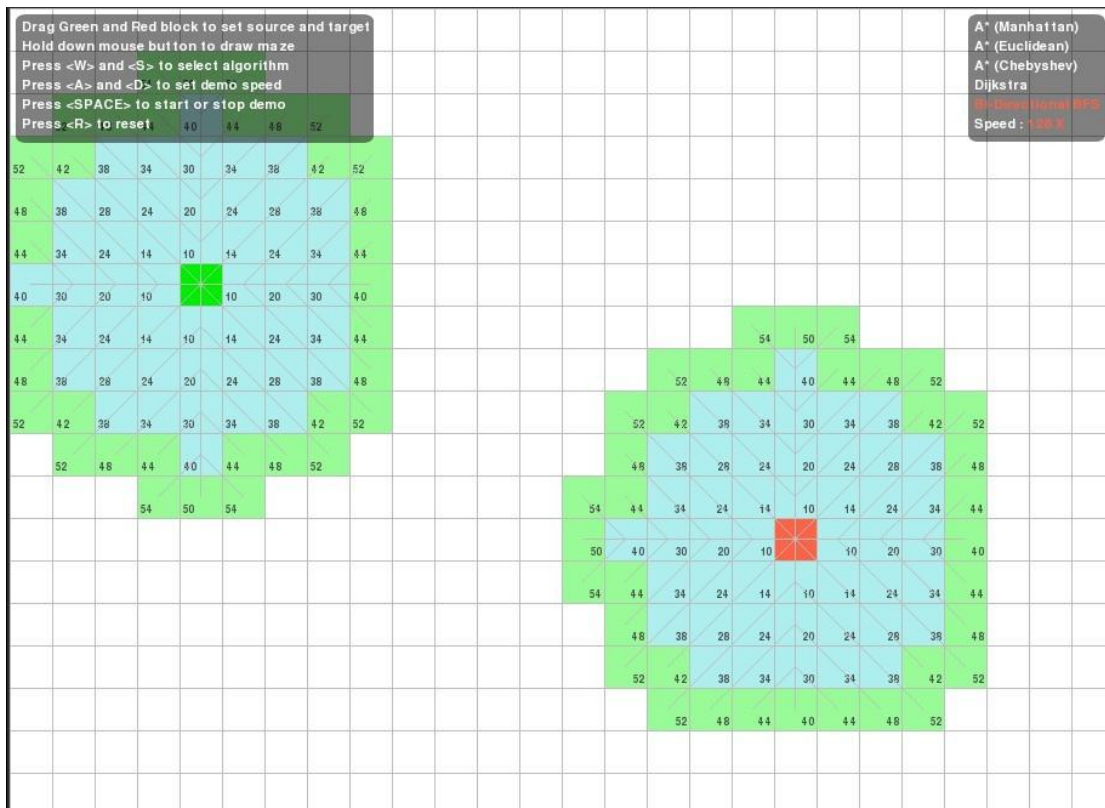 Drag Green and Red block to set source and target
Hold down mouse button to draw maze
Press <W> and <S> to select algorithm
Press <A> and <D> to set demo speed
Press <SPACE> to start or stop demo
Press <R> to reset
A* (Manhattan)
A* (Euclidean)
A* (Chebyshev)
Dijkstra
Bi-Directional BFS
Speed : 128 X
40 44 48 52
52 42 38 34 30 34 38 42 52
48 38 28 24 20 24 28 38 48
44 34 24 14 10 14 24 34 44
40 30 20 10 10 20 30 40
44 34 24 14 10 14 24 34 44 54 50 54
48 38 28 24 20 24 28 38 48 52 48 44 40 44 48 52
52 42 38 34 30 34 38 42 52 52 42 38 34 30 34 38 42 52
52 48 44 40 44 48 52 48 38 28 24 20 24 28 38 48
54 50 54 54 44 34 24 14 10 14 24 34 44
50 40 30 20 10 10 20 30 40
54 44 34 24 14 10 14 24 34 44
48 38 28 24 20 24 28 38 48
52 42 38 34 30 34 38 42 52
52 48 44 40 44 48 52